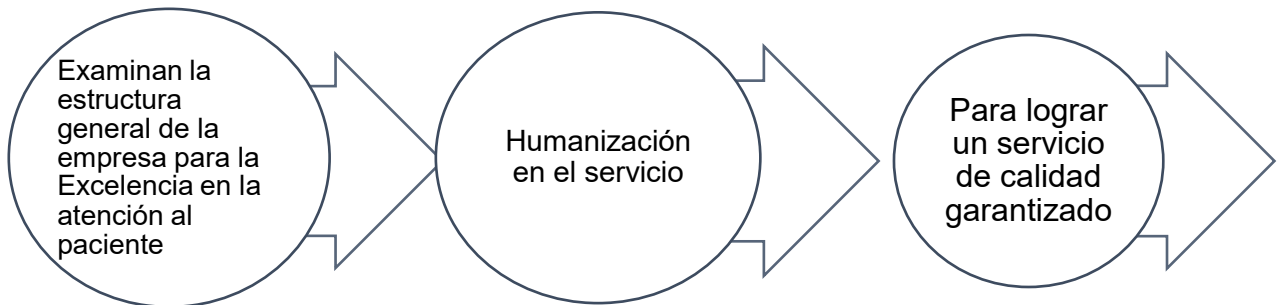 Examinan la
estructura
general de la
empresa para la
Excelencia en la
atención al
paciente
Humanización
en el servicio
Para lograr
un servicio
de calidad
garantizado